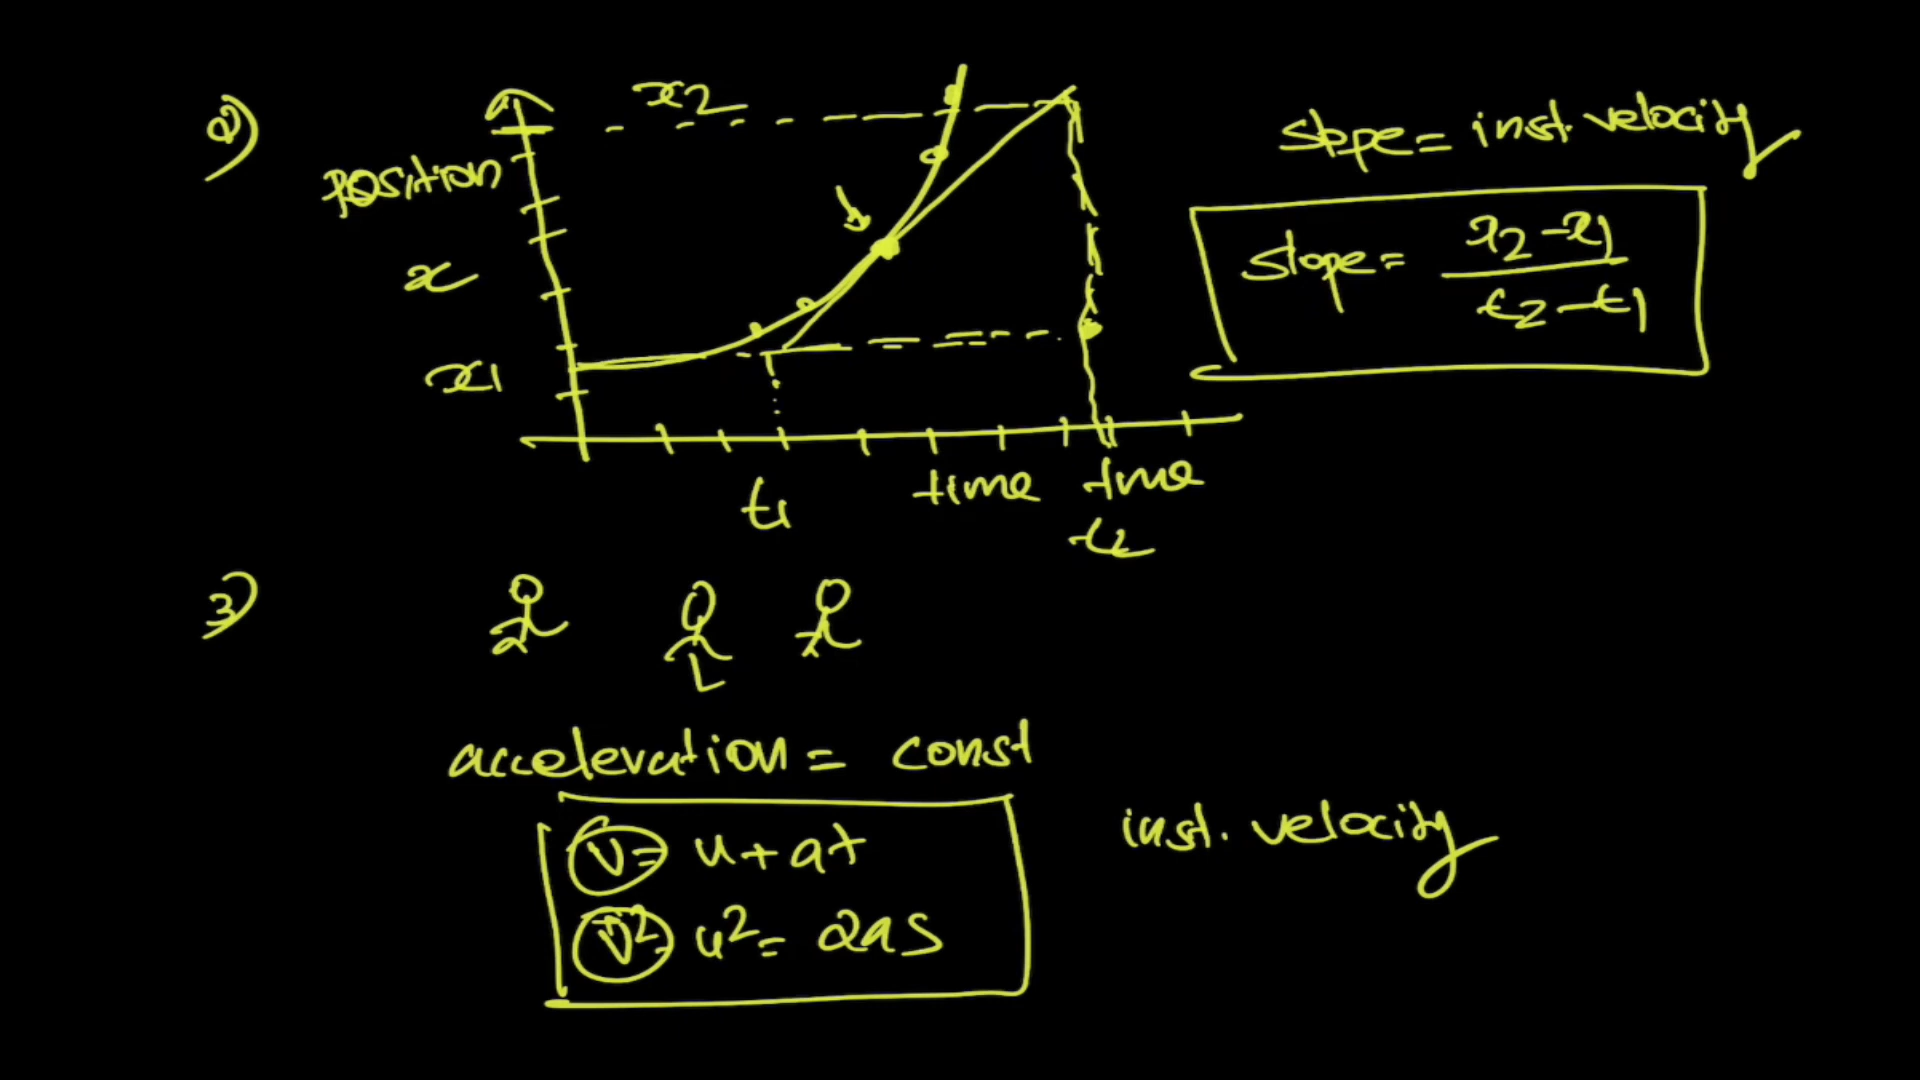 2)
x2
position
x
x1
t1
time
time
t2
slope = inst. velocity
slope = x2 - x1
t2 - t1
3)
acceleration = const
v = u + at
v² - u² = 2as
inst. velocity